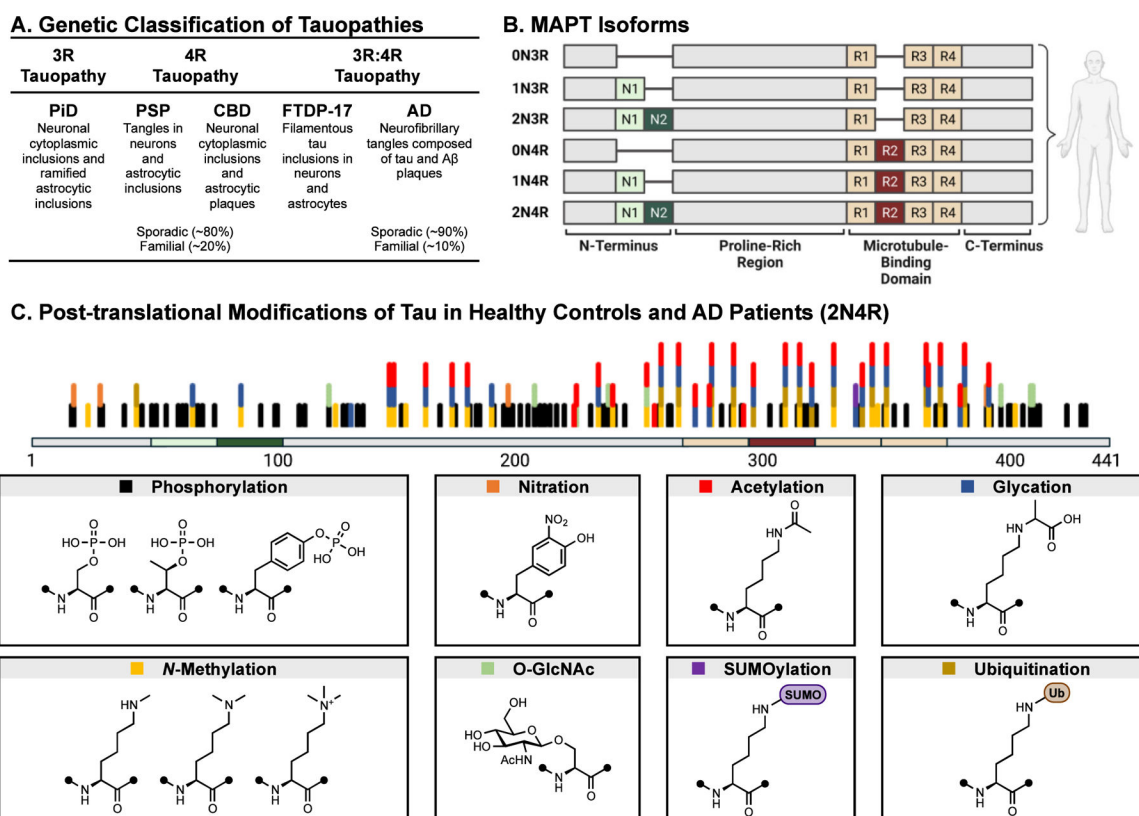 A. Genetic Classification of Tauopathies
3R
Tauopathy
4R
Tauopathy
3R:4R
Tauopathy
PiD
Neuronal
cytoplasmic
inclusions and
ramified
astrocytic
inclusions
PSP
Tangles in
neurons
and
astrocytic
inclusions
CBD
Neuronal
cytoplasmic
inclusions
and
astrocytic
plaques
FTDP-17
Filamentous
tau
inclusions in
neurons
and
astrocytes
AD
Neurofibrillary
tangles composed
of tau and Aβ
plaques
Sporadic (~80%)
Familial (~20%)
Sporadic (~90%)
Familial (~10%)
B. MAPT Isoforms
0N3R R1 R3 R4
1N3R N1 R1 R3 R4
2N3R N1 N2 R1 R3 R4
0N4R R1 R2 R3 R4
1N4R N1 R1 R2 R3 R4
2N4R N1 N2 R1 R2 R3 R4
N-Terminus
Proline-Rich
Region
Microtubule-
Binding
Domain
C-Terminus
C. Post-translational Modifications of Tau in Healthy Controls and AD Patients (2N4R)
1 100 200 300 400 441
Phosphorylation
O
HO-P-OH
O
N
H
O
O
HO-P-OH
O
N
H
O
O
O
P
HO
OH
N
H
O
Nitration
NO₂
OH
N
H
O
Acetylation
O
HN
N
H
O
Glycation
HN
OH
O
N
H
O
N-Methylation
HN
N
H
O
N
N
H
O
N⁺
N
H
O
O-GlcNAc
OH
HO
O
HO
O
AcHN
N
H
O
SUMOylation
SUMO
HN
N
H
O
Ubiquitination
Ub
HN
N
H
O